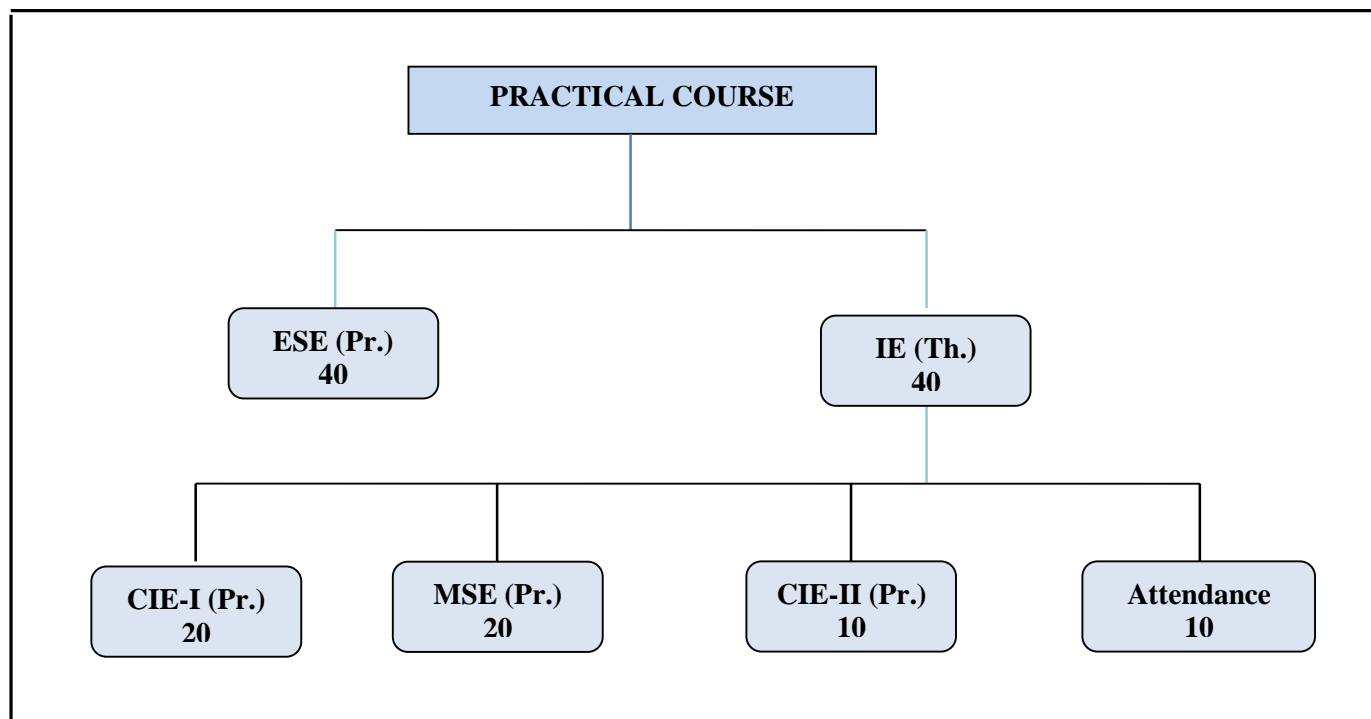 PRACTICAL COURSE
ESE (Pr.)
40
IE (Th.)
40
CIE-I (Pr.)
20
MSE (Pr.)
20
CIE-II (Pr.)
10
Attendance
10